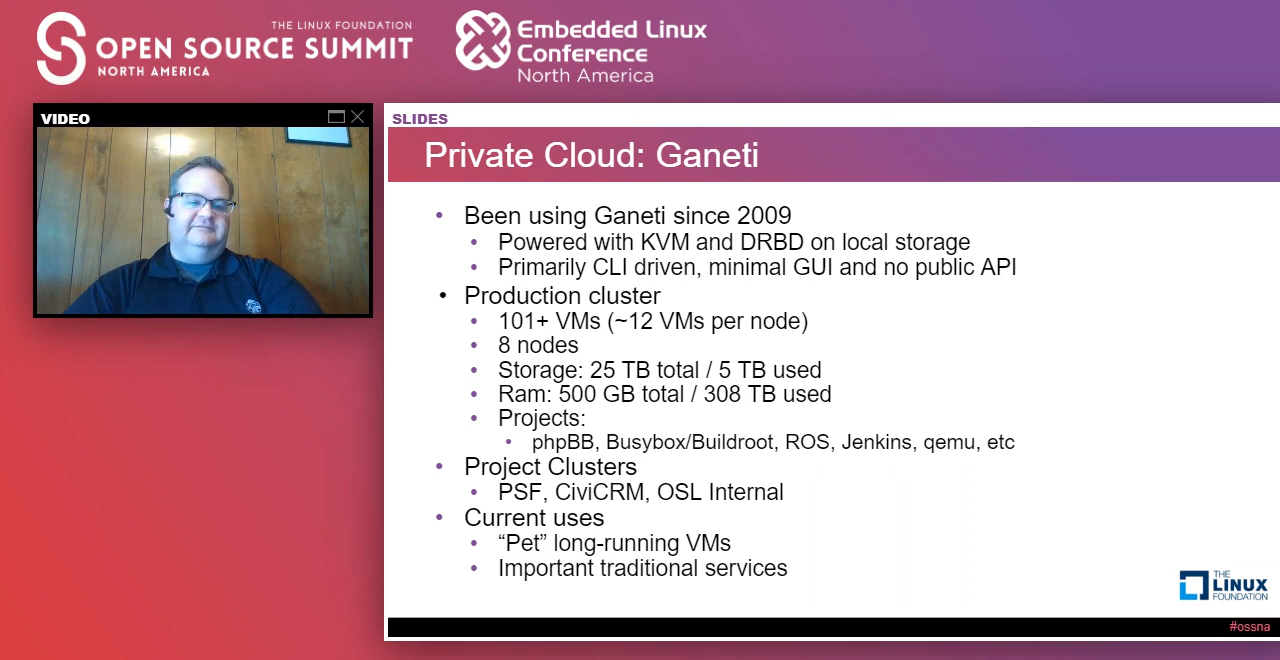 THE LINUX FOUNDATION
OPEN SOURCE SUMMIT
NORTH AMERICA
Embedded Linux
Conference
North America
VIDEO
SLIDES
Private Cloud: Ganeti
• Been using Ganeti since 2009
• Powered with KVM and DRBD on local storage
• Primarily CLI driven, minimal GUI and no public API
• Production cluster
• 101+ VMs (~12 VMs per node)
• 8 nodes
• Storage: 25 TB total / 5 TB used
• Ram: 500 GB total / 308 TB used
• Projects:
• phpBB, Busybox/Buildroot, ROS, Jenkins, qemu, etc
• Project Clusters
• PSF, CiviCRM, OSL Internal
• Current uses
• “Pet” long-running VMs
• Important traditional services
THE
LINUX
FOUNDATION
#ossna